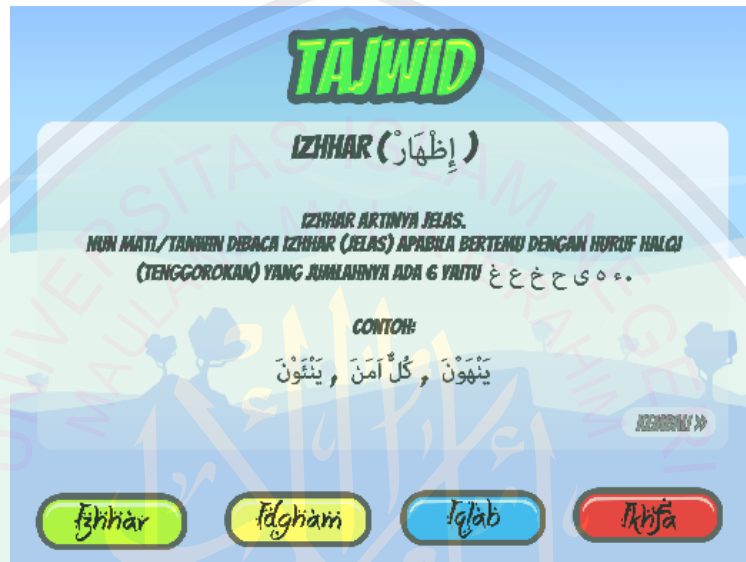 TAJWID
IZHHAR (إِظْهَارْ)
IZHHAR ARTINYA JELAS.
NUN MATI/TANWIN DIBACA IZHHAR (JELAS) APABILA BERTEMU DENGAN HURUF HALQI
(TENGGOROKAN) YANG JUMLAHNYA ADA 6 YAITU ء ه ى ح خ ع غ.
CONTOH:
يَنْهَوْنَ , كُلٌّ اَمَنَ , يَنْئَوْنَ
KEMBALI >>
Izhhar Idgham Iqlab Ikhfa